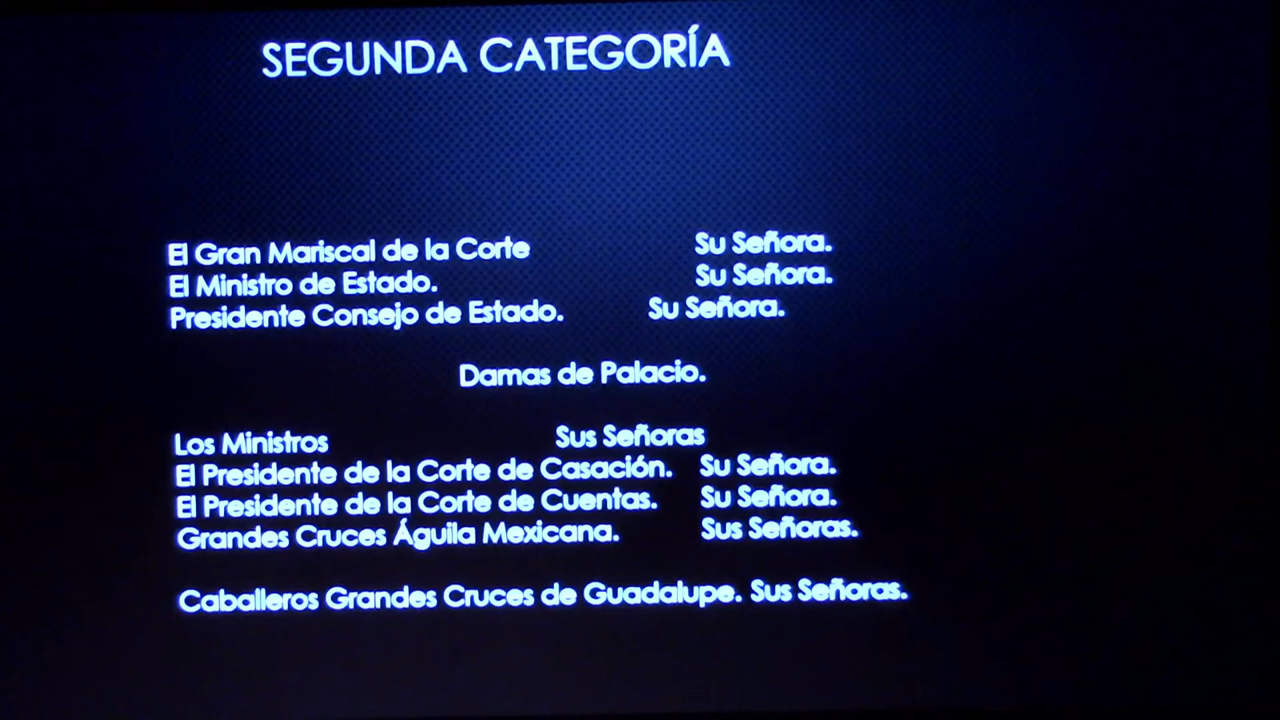 SEGUNDA CATEGORÍA
El Gran Mariscal de la Corte Su Señora.
El Ministro de Estado. Su Señora.
Presidente Consejo de Estado. Su Señora.
Damas de Palacio.
Los Ministros Sus Señoras
El Presidente de la Corte de Casación. Su Señora.
El Presidente de la Corte de Cuentas. Su Señora.
Grandes Cruces Águila Mexicana. Sus Señoras.
Caballeros Grandes Cruces de Guadalupe. Sus Señoras.